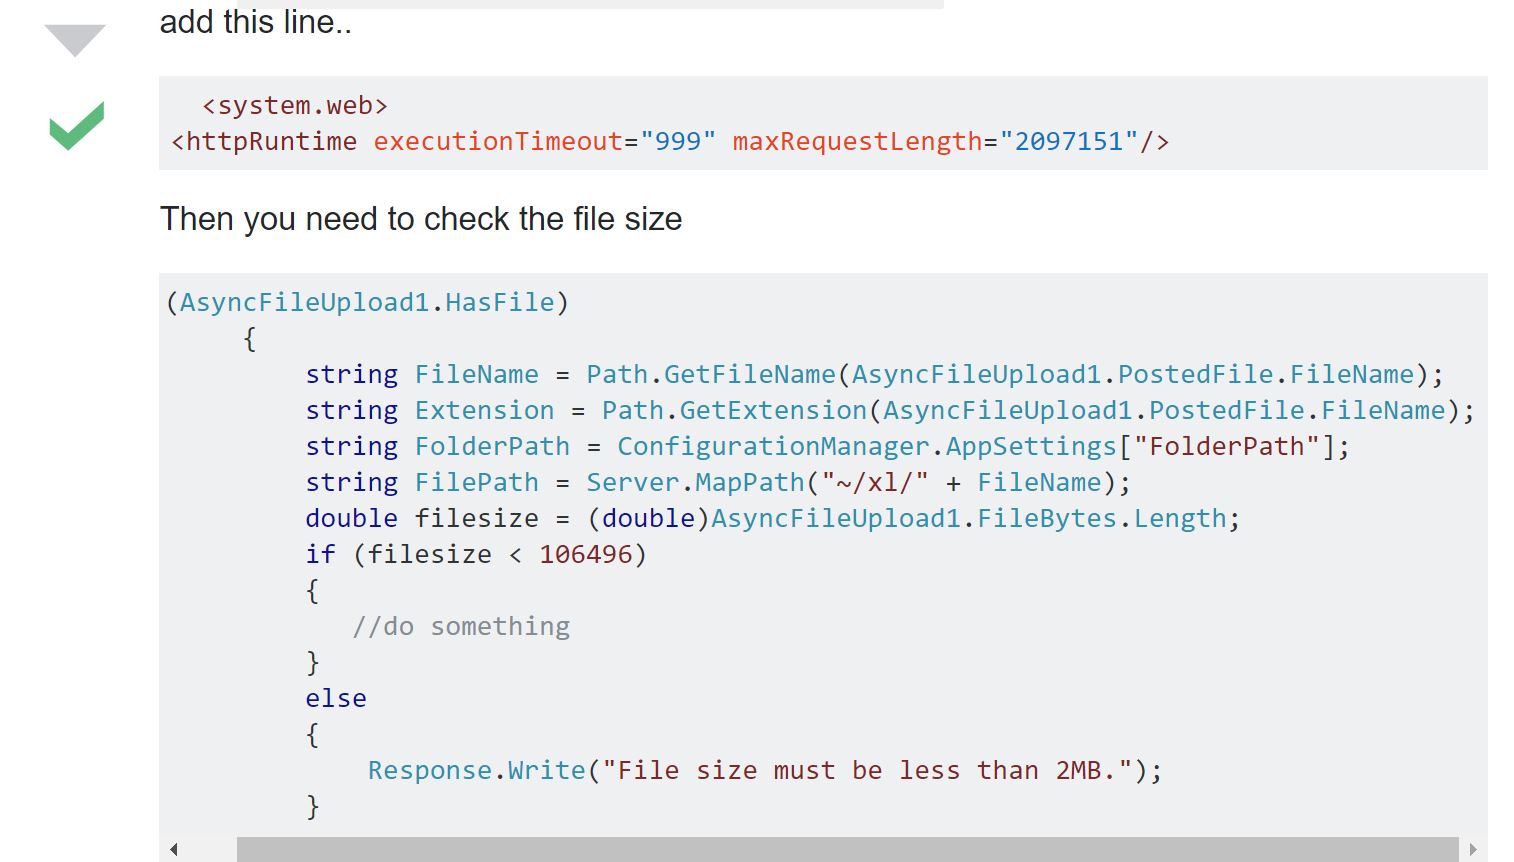 add this line..
<system.web>
<httpRuntime executionTimeout="999" maxRequestLength="2097151"/>
Then you need to check the file size
(AsyncFileUpload1.HasFile)
{
string FileName = Path.GetFileName(AsyncFileUpload1.PostedFile.FileName);
string Extension = Path.GetExtension(AsyncFileUpload1.PostedFile.FileName);
string FolderPath = ConfigurationManager.AppSettings["FolderPath"];
string FilePath = Server.MapPath("~/xl/" + FileName);
double filesize = (double)AsyncFileUpload1.FileBytes.Length;
if (filesize < 106496)
{
//do something
}
else
{
Response.Write("File size must be less than 2MB.");
}